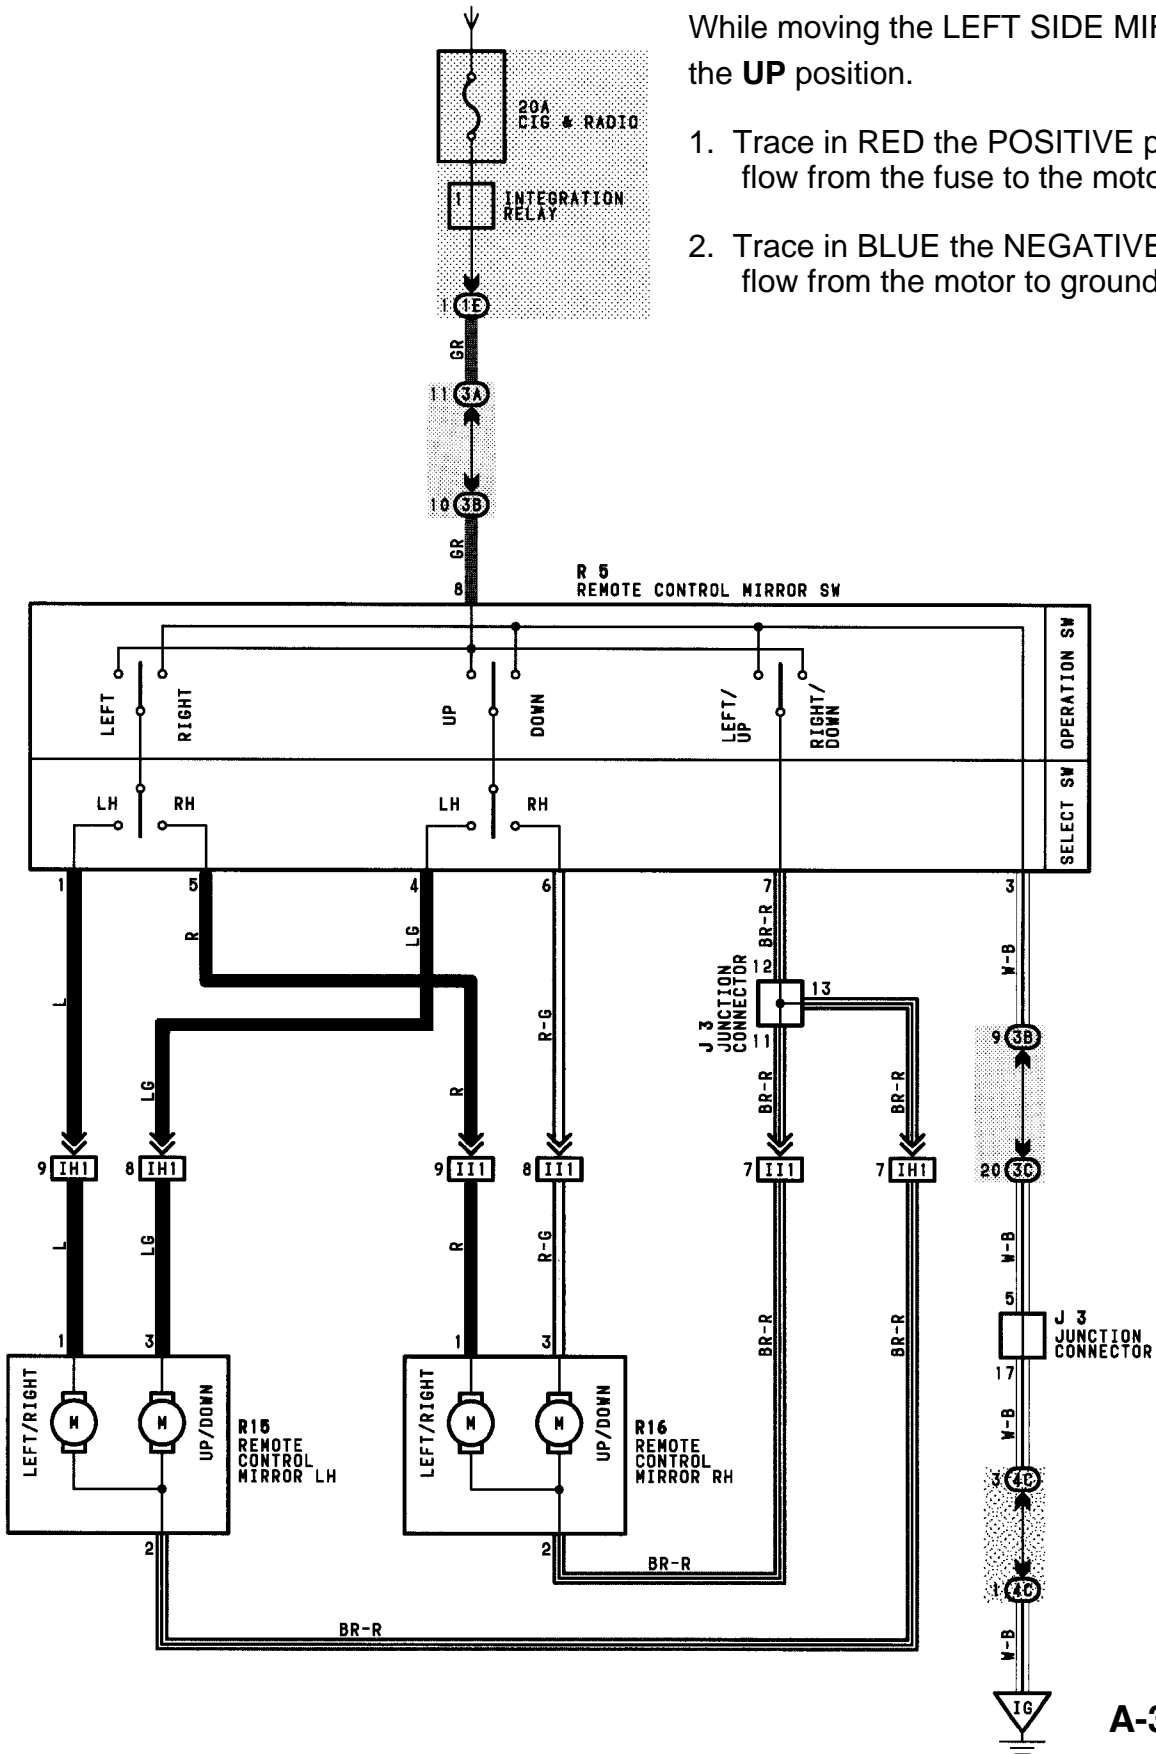 While moving the LEFT SIDE
the UP position.
1. Trace in RED the POSITIVE
flow from the fuse to the
2. Trace in BLUE the NEGATIVE
flow from the motor to ground
20A
CIG & RADIO
1 INTEGRATION
RELAY
1 1E
GR
11 3A
10 3B
GR
8
R 5
REMOTE CONTROL MIRROR SW
OPERATION SW
LEFT
RIGHT
UP
DOWN
LEFT/
UP
RIGHT/
DOWN
SELECT SW
LH RH
LH RH
1 5 4 6 7 3
L
R
LG
R-G
BR-R
W-B
12
13
11
J 3
JUNCTION
CONNECTOR
LG
R
BR-R
BR-R
9 3B
20 3C
9 IH1
8 IH1
9 II1
8 II1
7 II1
7 IH1
L
LG
R
R-G
BR-R
BR-R
W-B
5
J 3
JUNCTION
CONNECTOR
17
W-B
1 3
1 3
LEFT/RIGHT
M M
UP/DOWN
R15
REMOTE
CONTROL
MIRROR LH
LEFT/RIGHT
M M
UP/DOWN
R16
REMOTE
CONTROL
MIRROR RH
3 4C
2
2
BR-R
1 4C
BR-R
W-B
IG